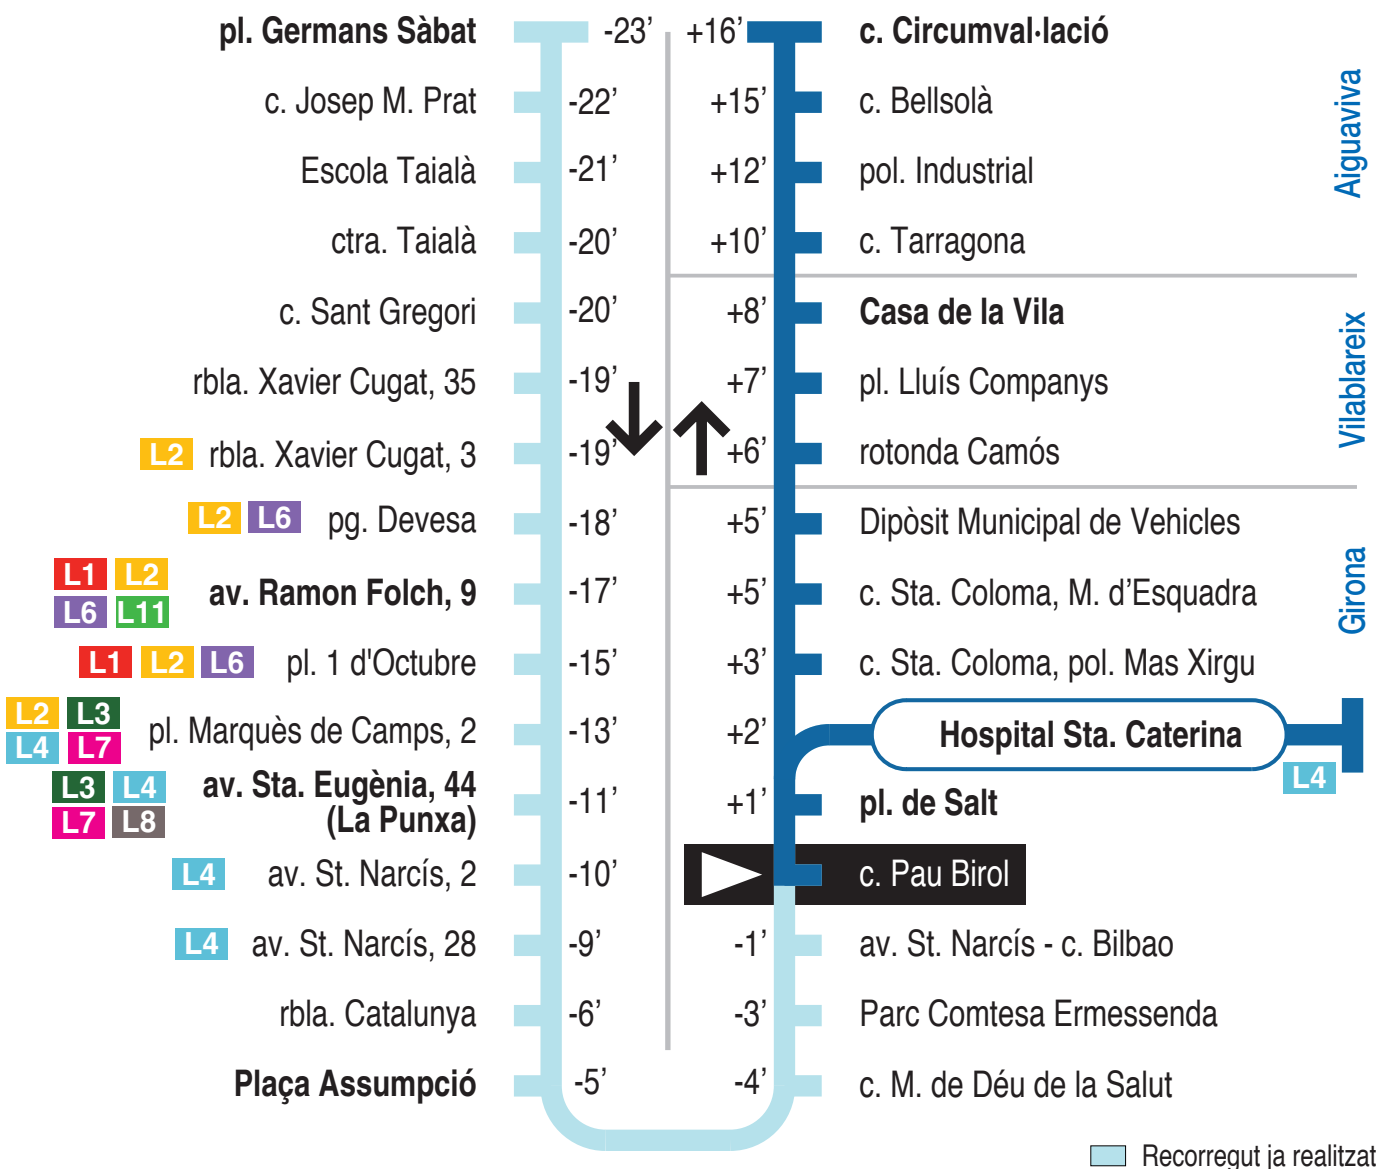 pl. Germans Sàbat -23’
c. Josep M. Prat -22’
Escola Taialà -21’
ctra. Taialà -20’
c. Sant Gregori -20’
rbla. Xavier Cugat, 35 -19’
L2 rbla. Xavier Cugat, 3 -19’
L2 L6 pg. Devesa -18’
L1 L2
L6 L11
av. Ramon Folch, 9 -17’
L1 L2 L6 pl. 1 d'Octubre -15’
L2 L3
L4 L7
pl. Marquès de Camps, 2 -13’
L3 L4
L7 L8
av. Sta. Eugènia, 44
(La Punxa) -11’
L4 av. St. Narcís, 2 -10’
L4 av. St. Narcís, 28 -9’
rbla. Catalunya -6’
Plaça Assumpció -5’
+16’ c. Circumval·lació
+15’ c. Bellsolà
+12’ pol. Industrial
+10’ c. Tarragona
Aiguaviva
+8’ Casa de la Vila
+7’ pl. Lluís Companys
+6’ rotonda Camós
Vilablareix
+5’ Dipòsit Municipal de Vehicles
+5’ c. Sta. Coloma, M. d’Esquadra
+3’ c. Sta. Coloma, pol. Mas Xirgu
Girona
+2’ Hospital Sta. Caterina
L4
+1’ pl. de Salt
c. Pau Birol
-1’ av. St. Narcís - c. Bilbao
-3’ Parc Comtesa Ermessenda
-4’ c. M. de Déu de la Salut
Recorregut ja realitzat